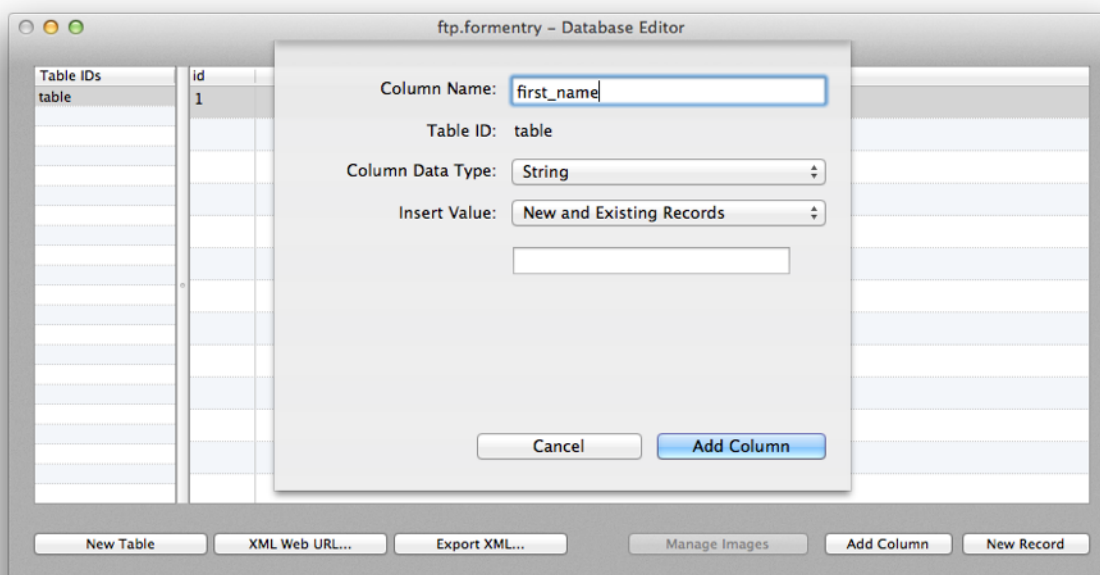 ftp.formentry – Database Editor
Table IDs
id
table
1
Column Name: first_name
Table ID: table
Column Data Type: String
Insert Value: New and Existing Records
Cancel
Add Column
New Table
XML Web URL...
Export XML...
Manage Images
Add Column
New Record